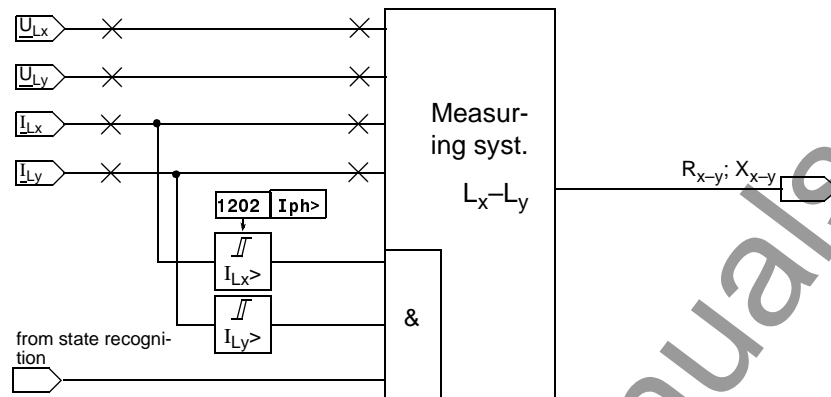 U_Lx
U_Ly
I_Lx
I_Ly
Measur-
ing syst.
L_x–L_y
R_x–y; X_x–y
1202 Iph>
I_Lx>
I_Ly>
&
from state recogni-
tion
uals